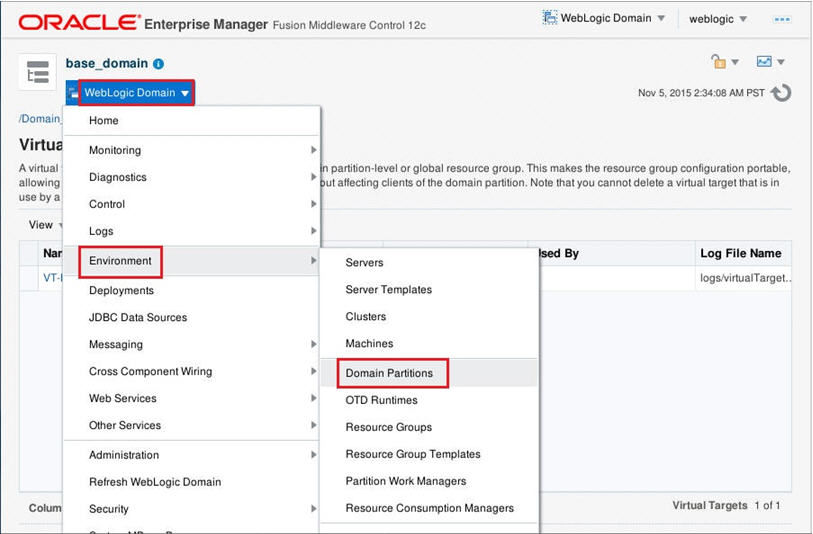 ORACLE® Enterprise Manager Fusion Middleware Control 12c
WebLogic Domain
weblogic
base_domain
WebLogic Domain
Nov 5, 2015 2:34:08 AM PST
/Domain_
Virtua
A virtual
n partition-level or global resource group. This makes the resource group configuration portable,
allowing
out affecting clients of the domain partition. Note that you cannot delete a virtual target that is in
use by a
View
Nar
Used By
Log File Name
VT-
logs/virtualTarget..
Home
Monitoring
Diagnostics
Control
Logs
Environment
Deployments
JDBC Data Sources
Messaging
Cross Component Wiring
Web Services
Other Services
Administration
Refresh WebLogic Domain
Security
Servers
Server Templates
Clusters
Machines
Domain Partitions
OTD Runtimes
Resource Groups
Resource Group Templates
Partition Work Managers
Resource Consumption Managers
Colum
Virtual Targets 1 of 1